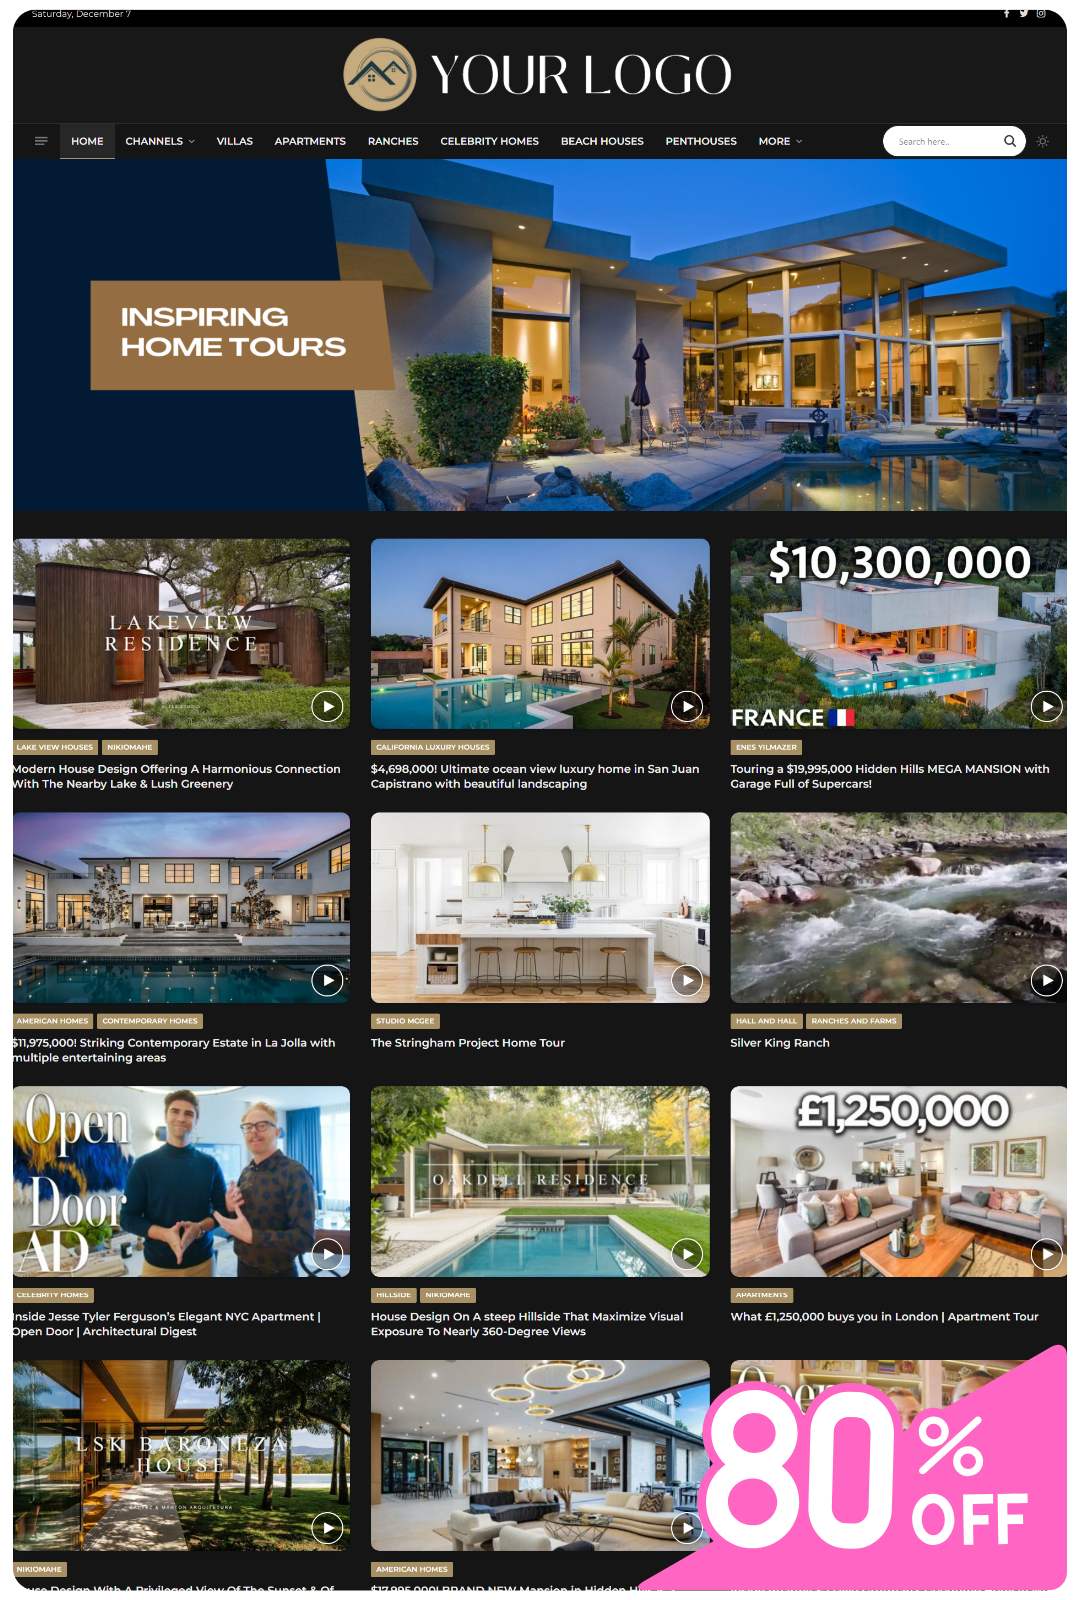 Saturday, December 7
YOUR LOGO
HOME CHANNELS VILLAS APARTMENTS RANCHES CELEBRITY HOMES BEACH HOUSES PENTHOUSES MORE
Search here..
INSPIRING
HOME TOURS
LAKEVIEW
RESIDENCE
$10,300,000
FRANCE
LAKE VIEW HOUSES NIKIOMAHE
Modern House Design Offering A Harmonious Connection
With The Nearby Lake & Lush Greenery
CALIFORNIA LUXURY HOUSES
$4,698,000! Ultimate ocean view luxury home in San Juan
Capistrano with beautiful landscaping
ENES YILMAZER
Touring a $19,995,000 Hidden Hills MEGA MANSION with
Garage Full of Supercars!
AMERICAN HOMES CONTEMPORARY HOMES
$11,975,000! Striking Contemporary Estate in La Jolla with
multiple entertaining areas
STUDIO MCGEE
The Stringham Project Home Tour
HALL AND HALL RANCHES AND FARMS
Silver King Ranch
Open
Door
AD
OAKDELL RESIDENCE
£1,250,000
CELEBRITY HOMES
Inside Jesse Tyler Ferguson's Elegant NYC Apartment |
Open Door | Architectural Digest
HILLSIDE NIKIOMAHE
House Design On A steep Hillside That Maximize Visual
Exposure To Nearly 360-Degree Views
APARTMENTS
What £1,250,000 buys you in London | Apartment Tour
LSK BARONEZA
HOUSE
GALVEZ & MARTON ARQUITETURA
Open
80% OFF
NIKIOMAHE
House Design With A Privileged View Of The Sunset & Of
AMERICAN HOMES
$17,995,000! BRAND NEW Mansion in Hidden